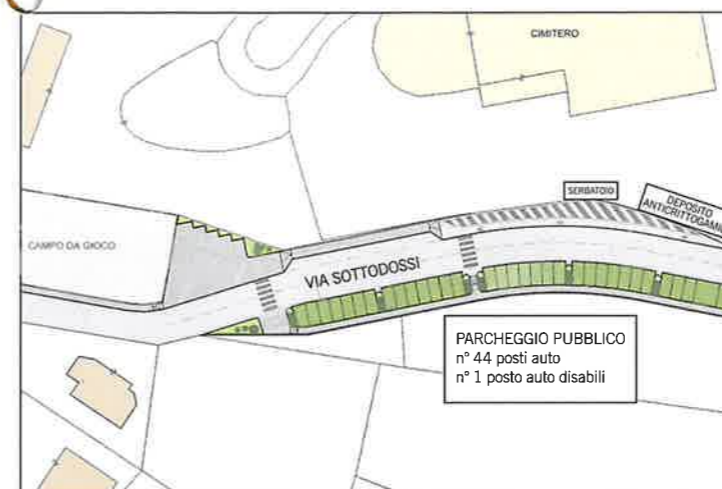 CIMITERO
SERBATOIO
DEPOSITO
CAMPO DA GIOCO
VIA SOTTODOSSI
PARCHEGGIO PUBBLICO
n° 44 posti auto
n° 1 posto auto disabili